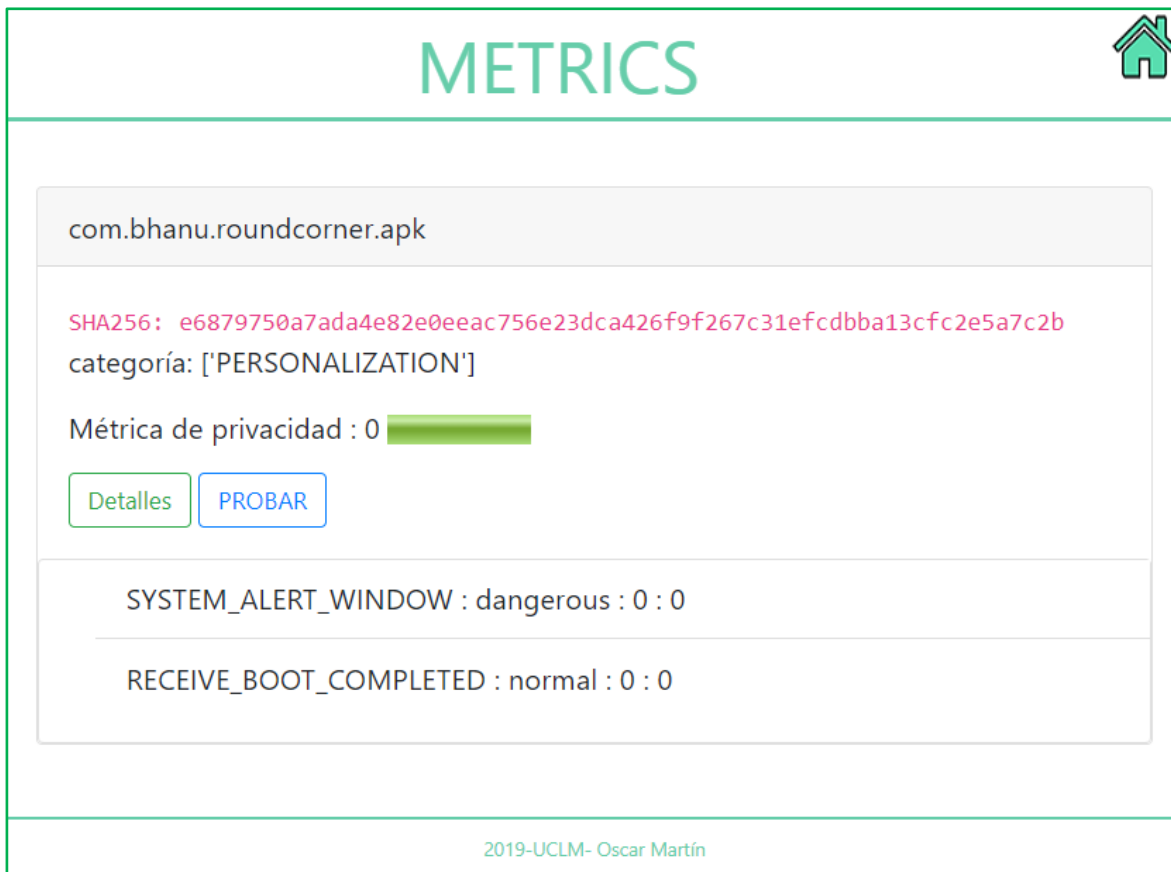 METRICS
com.bhanu.roundcorner.apk
SHA256: e6879750a7ada4e82e0eeac756e23dca426f9f267c31efcdbba13cfc2e5a7c2b
categoría: ['PERSONALIZATION']
Métrica de privacidad : 0
Detalles PROBAR
SYSTEM_ALERT_WINDOW : dangerous : 0 : 0
RECEIVE_BOOT_COMPLETED : normal : 0 : 0
2019-UCLM- Oscar Martín